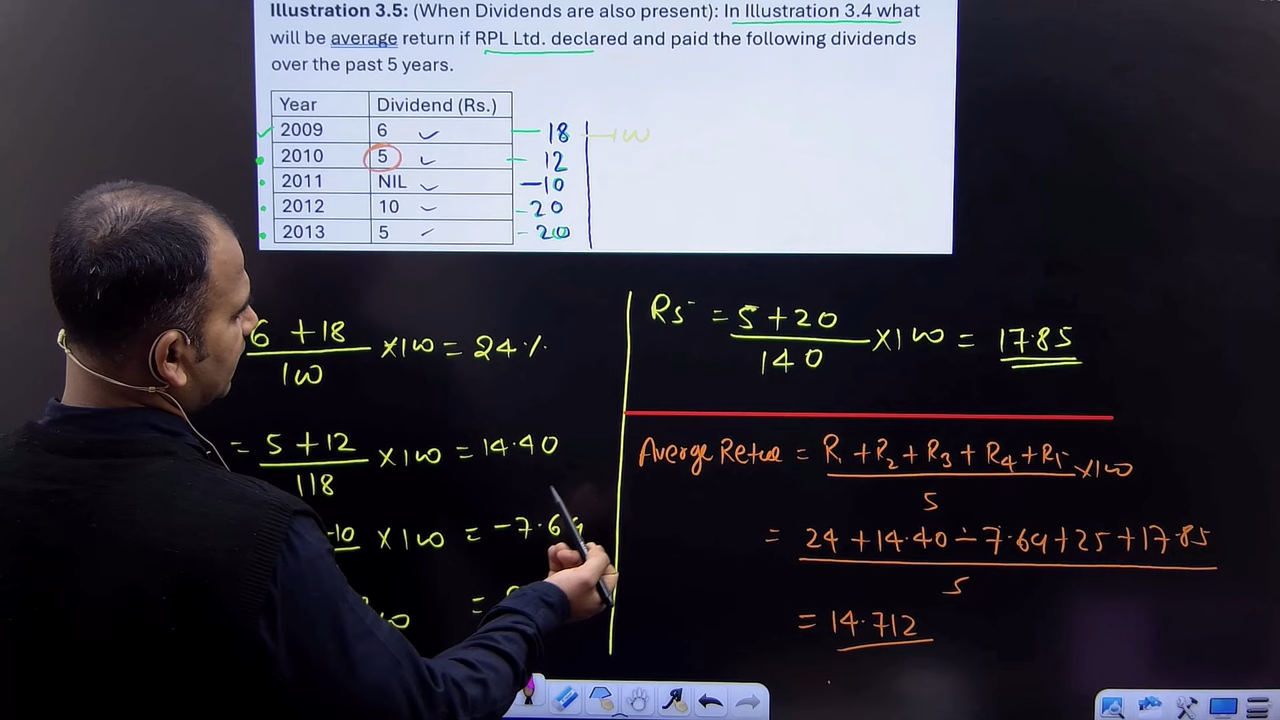 Illustration 3.5: (When Dividends are also present): In Illustration 3.4 what
will be average return if RPL Ltd. declared and paid the following dividends
over the past 5 years.
Year Dividend (Rs.)
2009 6 18
2010 5 12
2011 NIL -10
2012 10 -20
2013 5 -20
6 + 18
100
×100 = 24%
= 5 + 12
118
×100 = 14.40
-10 ×100 = -7.69
=
R5 = 5 + 20
140
×100 = 17.85
Averge Retur = R1 + R2 + R3 + R4 + R5 ×100
5
= 24 + 14.40 - 7.69 + 25 + 17.85
5
= 14.712